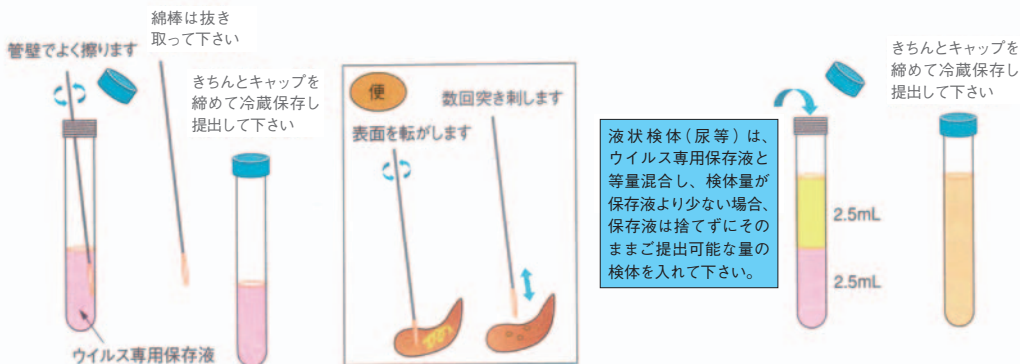 綿棒は抜き
取って下さい
管壁でよく擦ります
きちんとキャップを
締めて冷蔵保存し
提出して下さい
ウイルス専用保存液
便
数回突き刺します
表面を転がします
液状検体(尿等)は、
ウイルス専用保存液と
等量混合し、検体量が
保存液より少ない場合、
保存液は捨てずにその
ままご提出可能な量の
検体を入れて下さい。
2.5mL
2.5mL
きちんとキャップを
締めて冷蔵保存し
提出して下さい